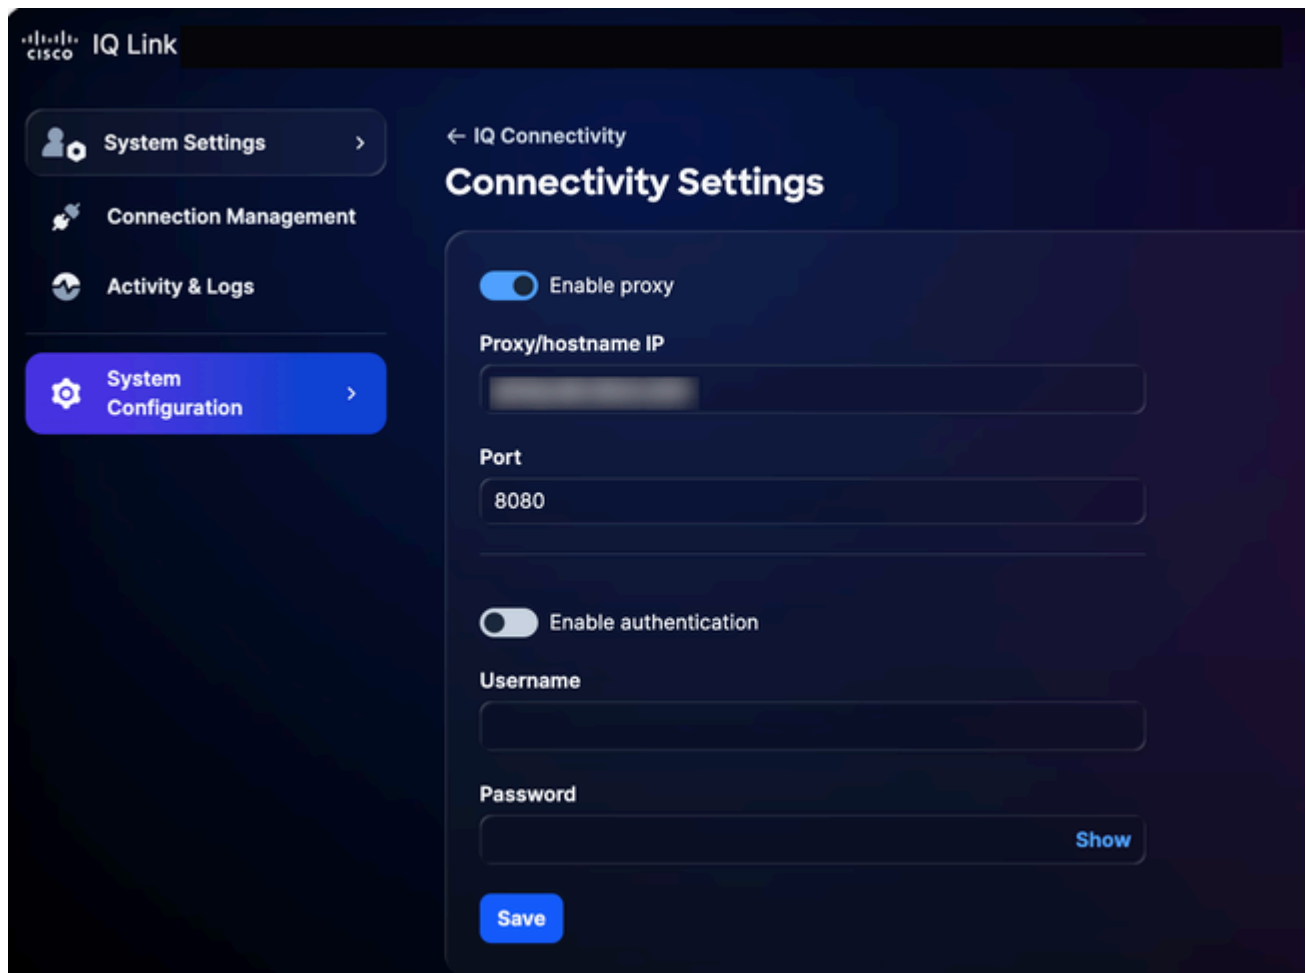 CISCO IQ Link
System Settings
Connection Management
Activity & Logs
System
Configuration
← IQ Connectivity
Connectivity Settings
Enable proxy
Proxy/hostname IP
Port
8080
Enable authentication
Username
Password
Show
Save